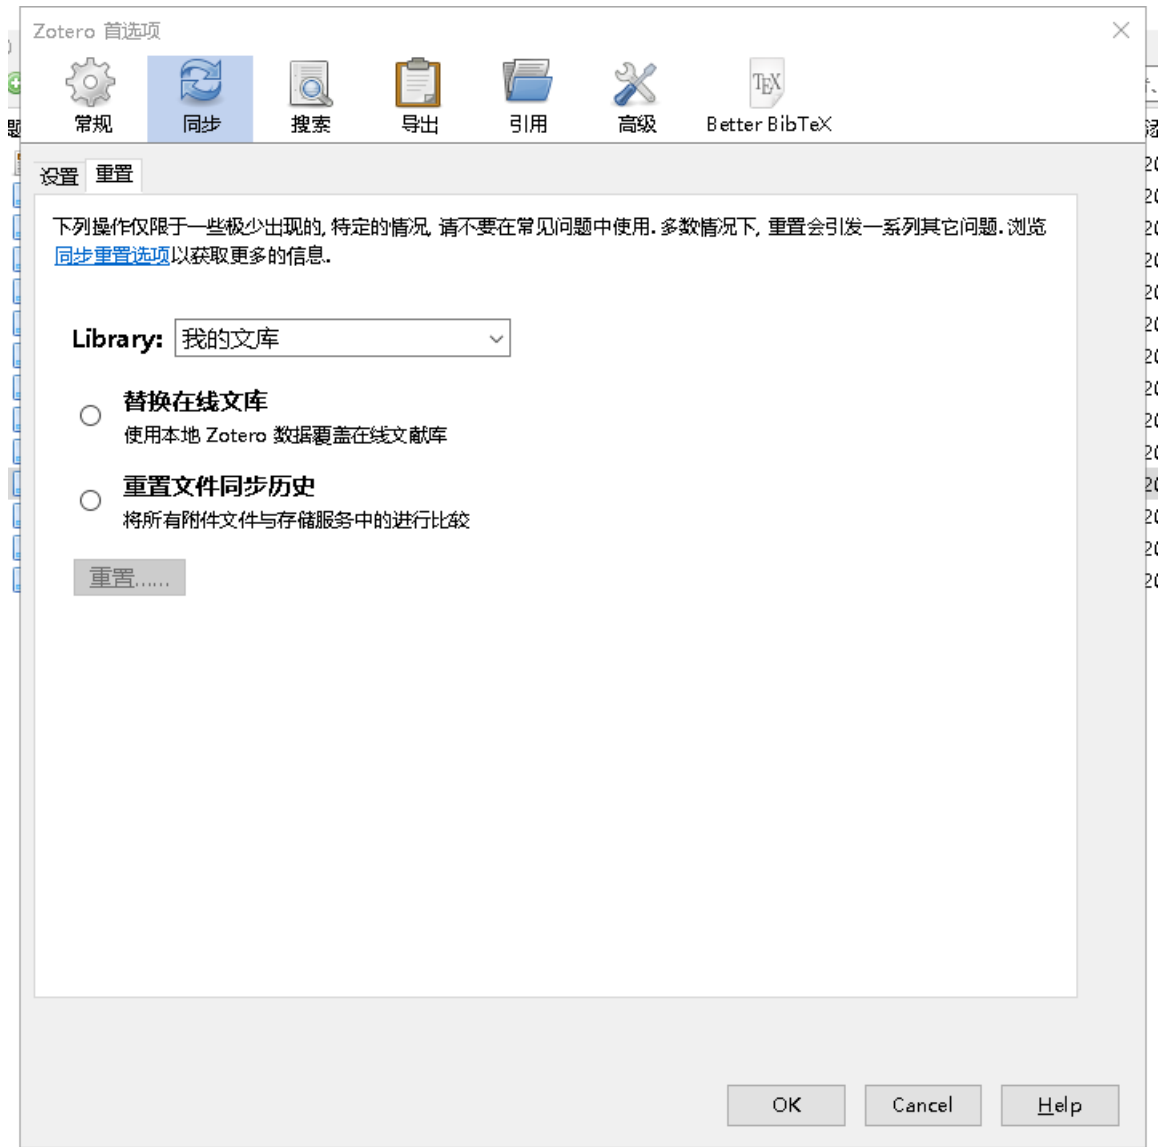 Zotero 首选项
常规 同步 搜索 导出 引用 高级 Better BibTeX
设置 重置
下列操作仅限于一些极少出现的, 特定的情况, 请不要在常见问题中使用. 多数情况下, 重置会引发一系列其它问题. 浏览
同步重置选项以获取更多的信息.
Library: 我的文库
替换在线文库
使用本地 Zotero 数据覆盖在线文献库
重置文件同步历史
将所有附件文件与存储服务中的进行比较
重置......
OK Cancel Help